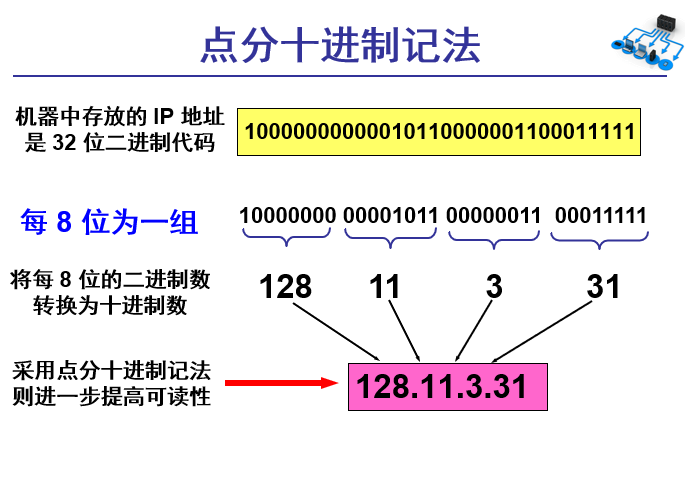 点分十进制记法
机器中存放的 IP 地址
是 32 位二进制代码
10000000000010110000001100011111
每 8 位为一组
10000000 00001011 00000011 00011111
将每 8 位的二进制数
转换为十进制数
128 11 3 31
采用点分十进制记法
则进一步提高可读性
128.11.3.31